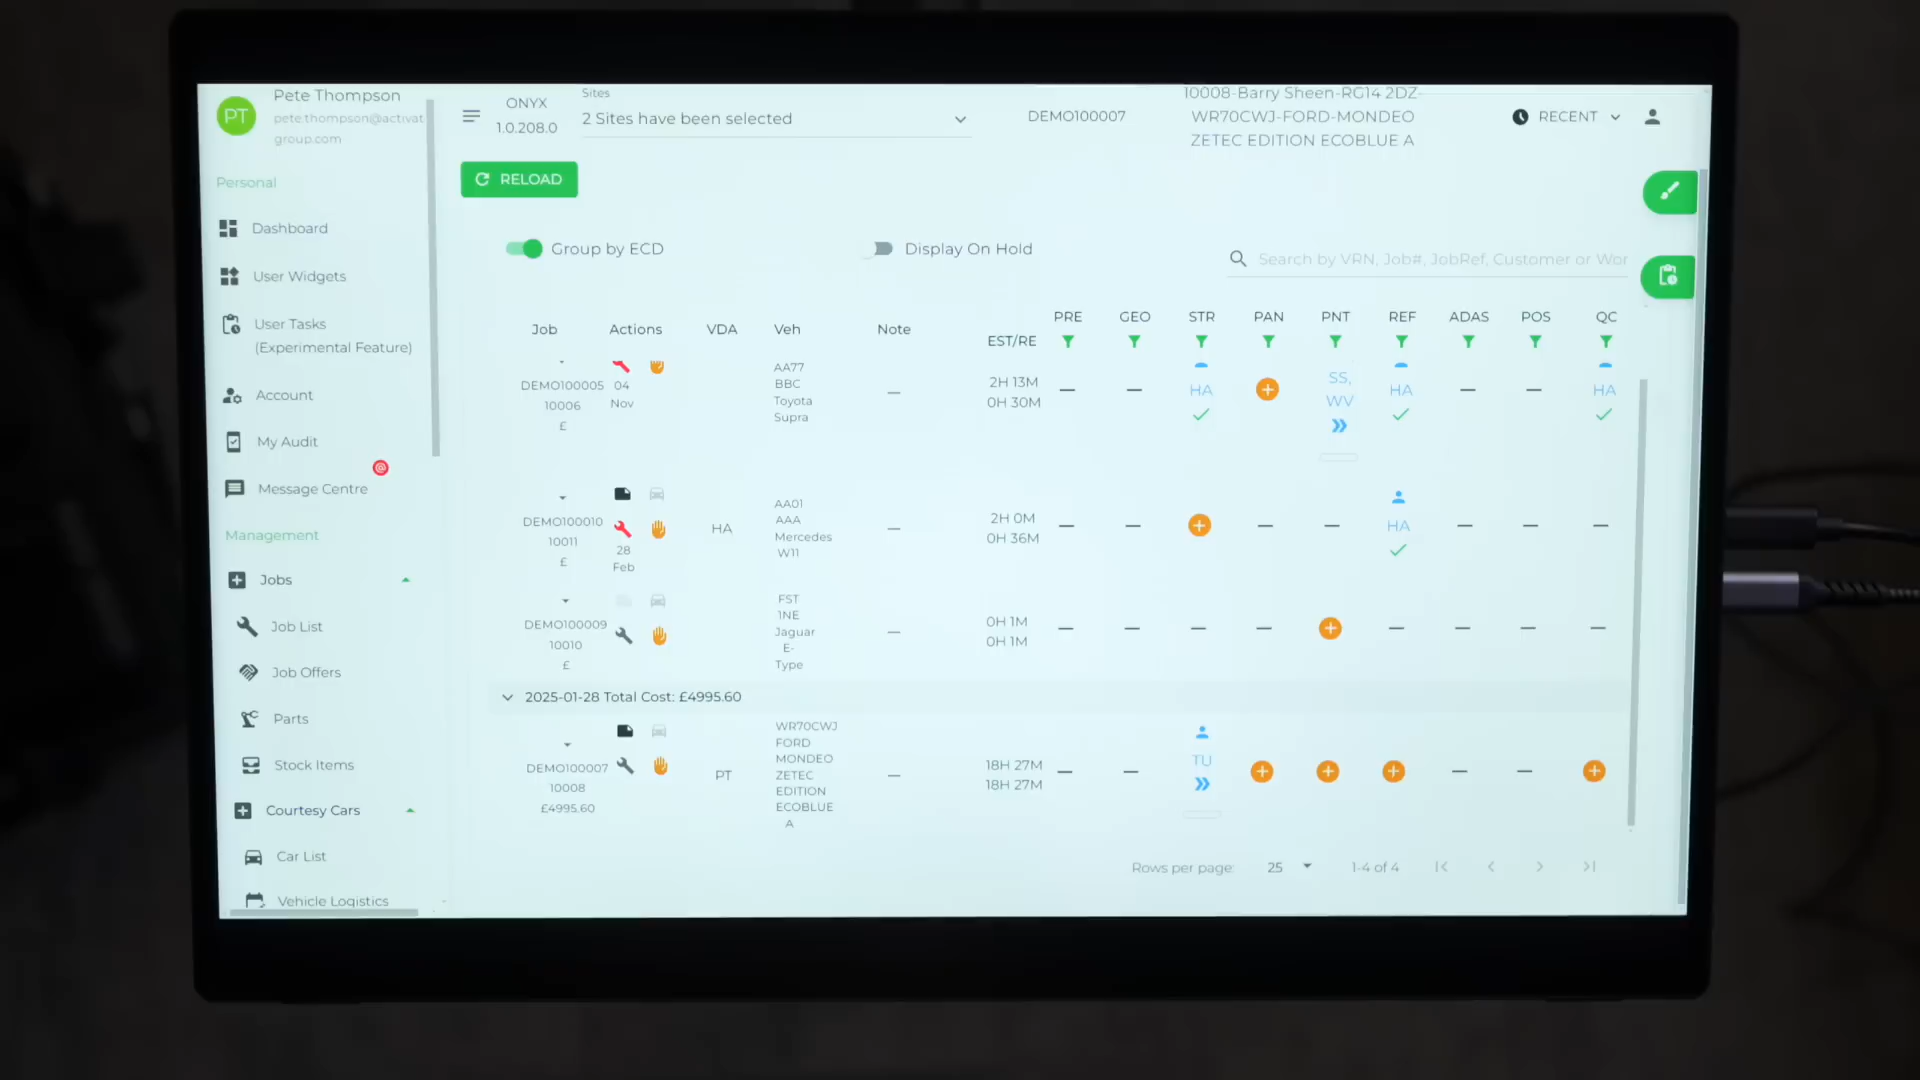 PT
Pete Thompson
pete.thompson@activat
group.com
Personal
Dashboard
User Widgets
User Tasks
(Experimental Feature)
Account
My Audit
Message Centre
Management
Jobs
Job List
Job Offers
Parts
Stock Items
Courtesy Cars
Car List
Vehicle Logistics
ONYX
1.0.208.0
Sites
2 Sites have been selected
DEMO100007
10008-Barry Sheen-RG14 2DZ-
WR70CWJ-FORD-MONDEO
ZETEC EDITION ECOBLUE A
RECENT
RELOAD
Group by ECD
Display On Hold
Search by VRN, Job#, JobRef, Customer or Wor
Job Actions VDA Veh Note EST/RE PRE GEO STR PAN PNT REF ADAS POS QC
DEMO100005
10006
£
04
Nov
AA77
BBC
Toyota
Supra
—
2H 13M
0H 30M
— — HA SS,
WV HA — — HA
DEMO100010
10011
£
28
Feb
HA
AA01
AAA
Mercedes
W11
—
2H 0M
0H 36M
— — — — HA — — —
DEMO100009
10010
£
FST
1NE
Jaguar
E-
Type
—
0H 1M
0H 1M
— — — — — — — —
2025-01-28 Total Cost: £4995.60
DEMO100007
10008
£4995.60
PT
WR70CWJ
FORD
MONDEO
ZETEC
EDITION
ECOBLUE
A
—
18H 27M
18H 27M
— — TU — —
Rows per page: 25 1-4 of 4